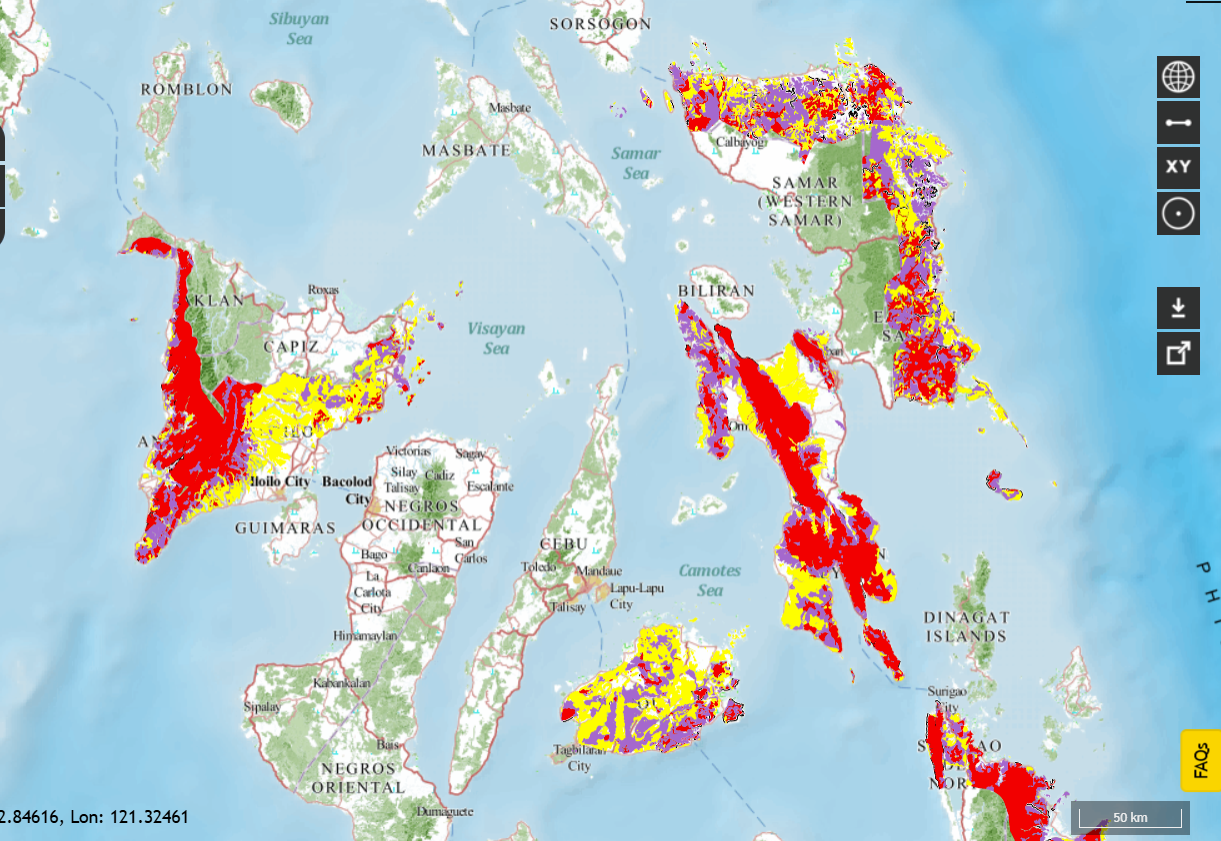 SORSOGON
Sibuyan
Sea
ROMBLON
Masbate
MASBATE
Samar
Sea
Calbayog
SAMAR
(WESTERN
SAMAR)
XY
KLAN
Roxas
CAPIZ
BILIRAN
Visayan
Sea
Iloilo City
Bacolod
City
Victorias
Sagay
Silay
Cadiz
Talisay
Escalante
NEGROS
OCCIDENTAL
GUIMARAS
San
Carlos
Bago
Canlaon
La
Carlota
City
CEBU
Toledo
Mandaue
Lapu-Lapu
City
Talisay
Camotes
Sea
Himamaylan
DINAGAT
ISLANDS
P H I
Kabankalan
Sipalay
Surigao
City
Bais
Tagbilaran
City
NEGROS
ORIENTAL
NOR
FAQs
Dumaguete
2.84616, Lon: 121.32461
50 km